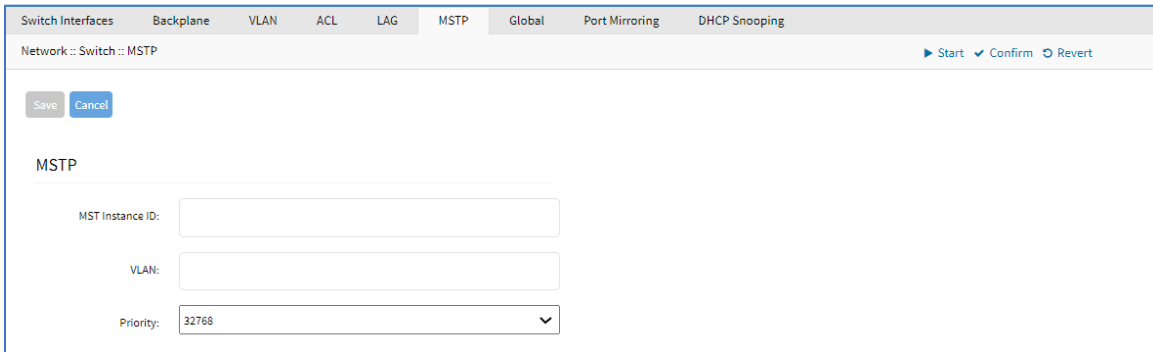 Switch Interfaces Backplane VLAN ACL LAG MSTP Global Port Mirroring DHCP Snooping
Network :: Switch :: MSTP Start Confirm Revert
Save Cancel
MSTP
MST Instance ID:
VLAN:
Priority: 32768